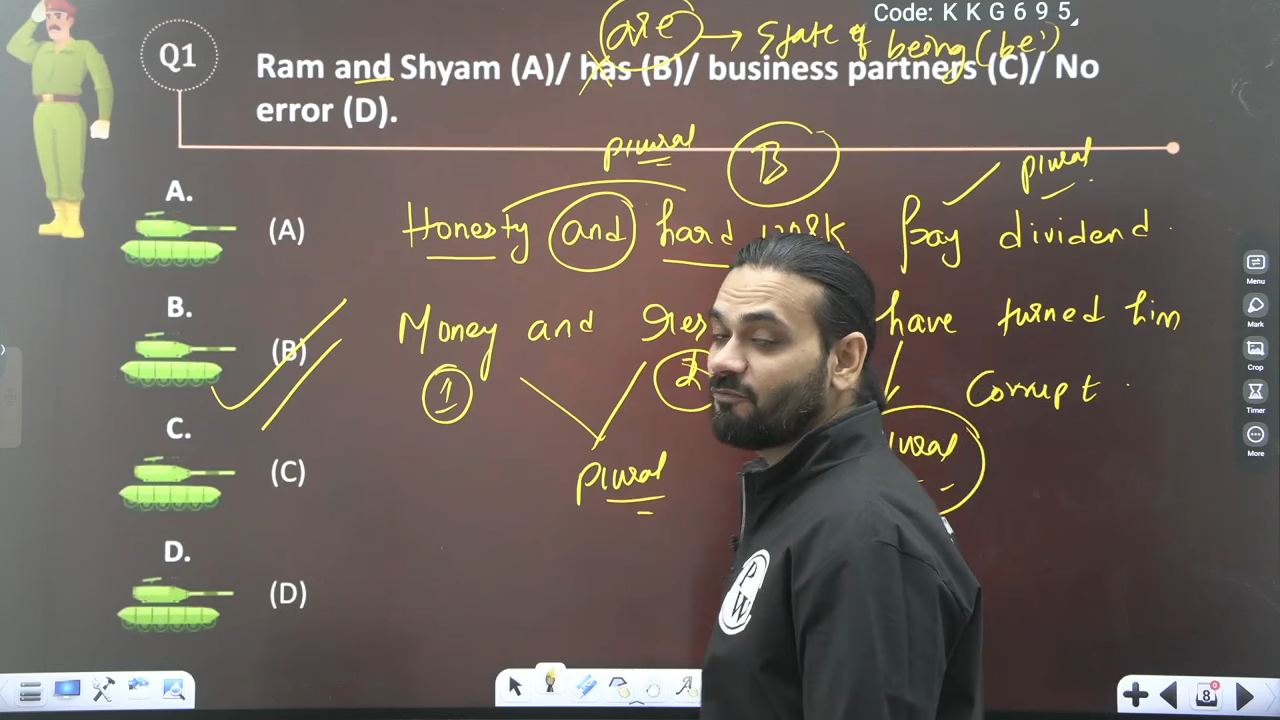 Code: K K G 6 9 5
are → State of being (be')
Q1
Ram and Shyam (A)/ has (B)/ business partners (C)/ No
error (D).
plural
B
plural
A.
(A)
Honesty and hard work pay dividend.
B.
(B)
Money and have turned him
1
2
corrupt.
C.
(C)
plural
plural
D.
(D)
PW
Menu
Mark
Crop
Timer
More
8